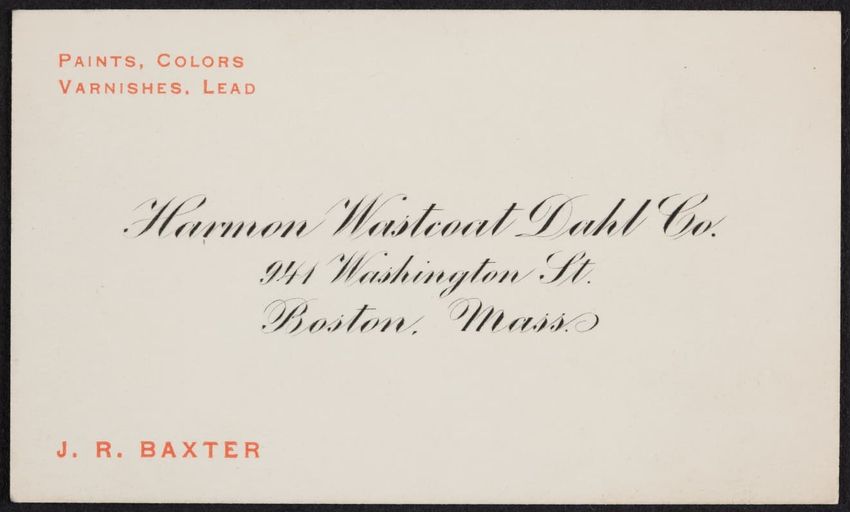 PAINTS, COLORS
VARNISHES, LEAD
Harmon Wastcoat Dahl Co.
941 Washington St.
Boston, Mass.
J. R. BAXTER